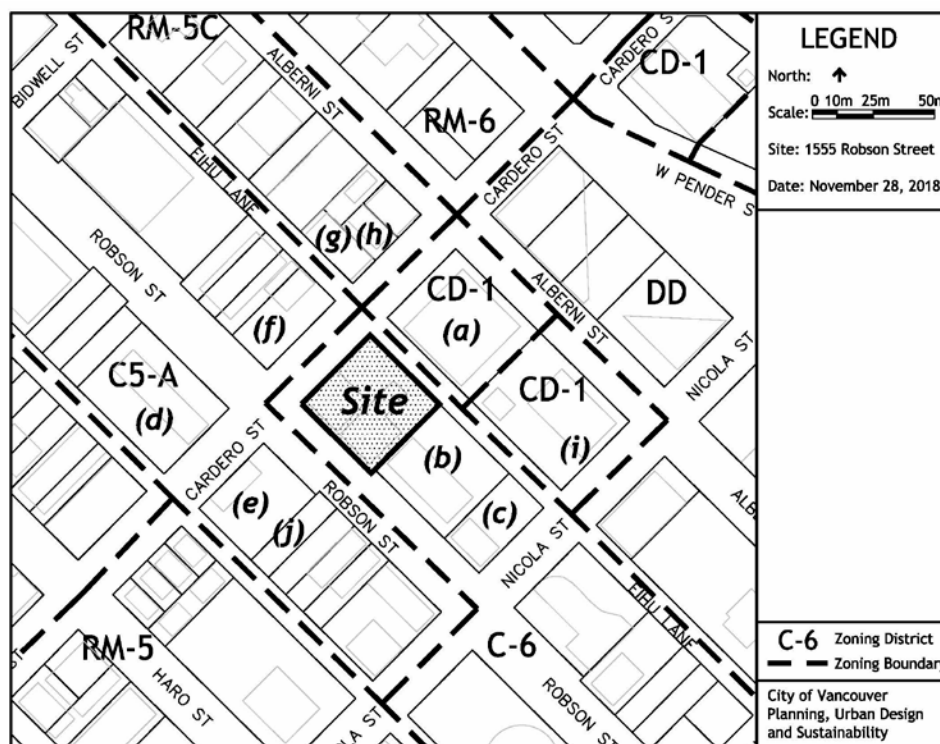 RM-5C
BIDWELL ST
ALBERNI ST
CARDERO S
CD-1
RM-6
CARDERO ST
W PENDER S
EIHU LANE
ROBSON ST
(g) (h)
CD-1
(a)
ALBERNI ST
DD
NICOLA ST
(f)
C5-A
(d)
Site
CD-1
(i)
(b)
(c)
CARDERO ST
(e)
(j)
ROBSON ST
NICOLA ST
ALB
EIHU LANE
C-6
RM-5
HARO ST
ROBSON ST
LA ST
ST
LEGEND
North:
Scale: 0 10m 25m 50m
Site: 1555 Robson Street
Date: November 28, 2018
C-6 Zoning District
Zoning Boundary
City of Vancouver
Planning, Urban Design
and Sustainability